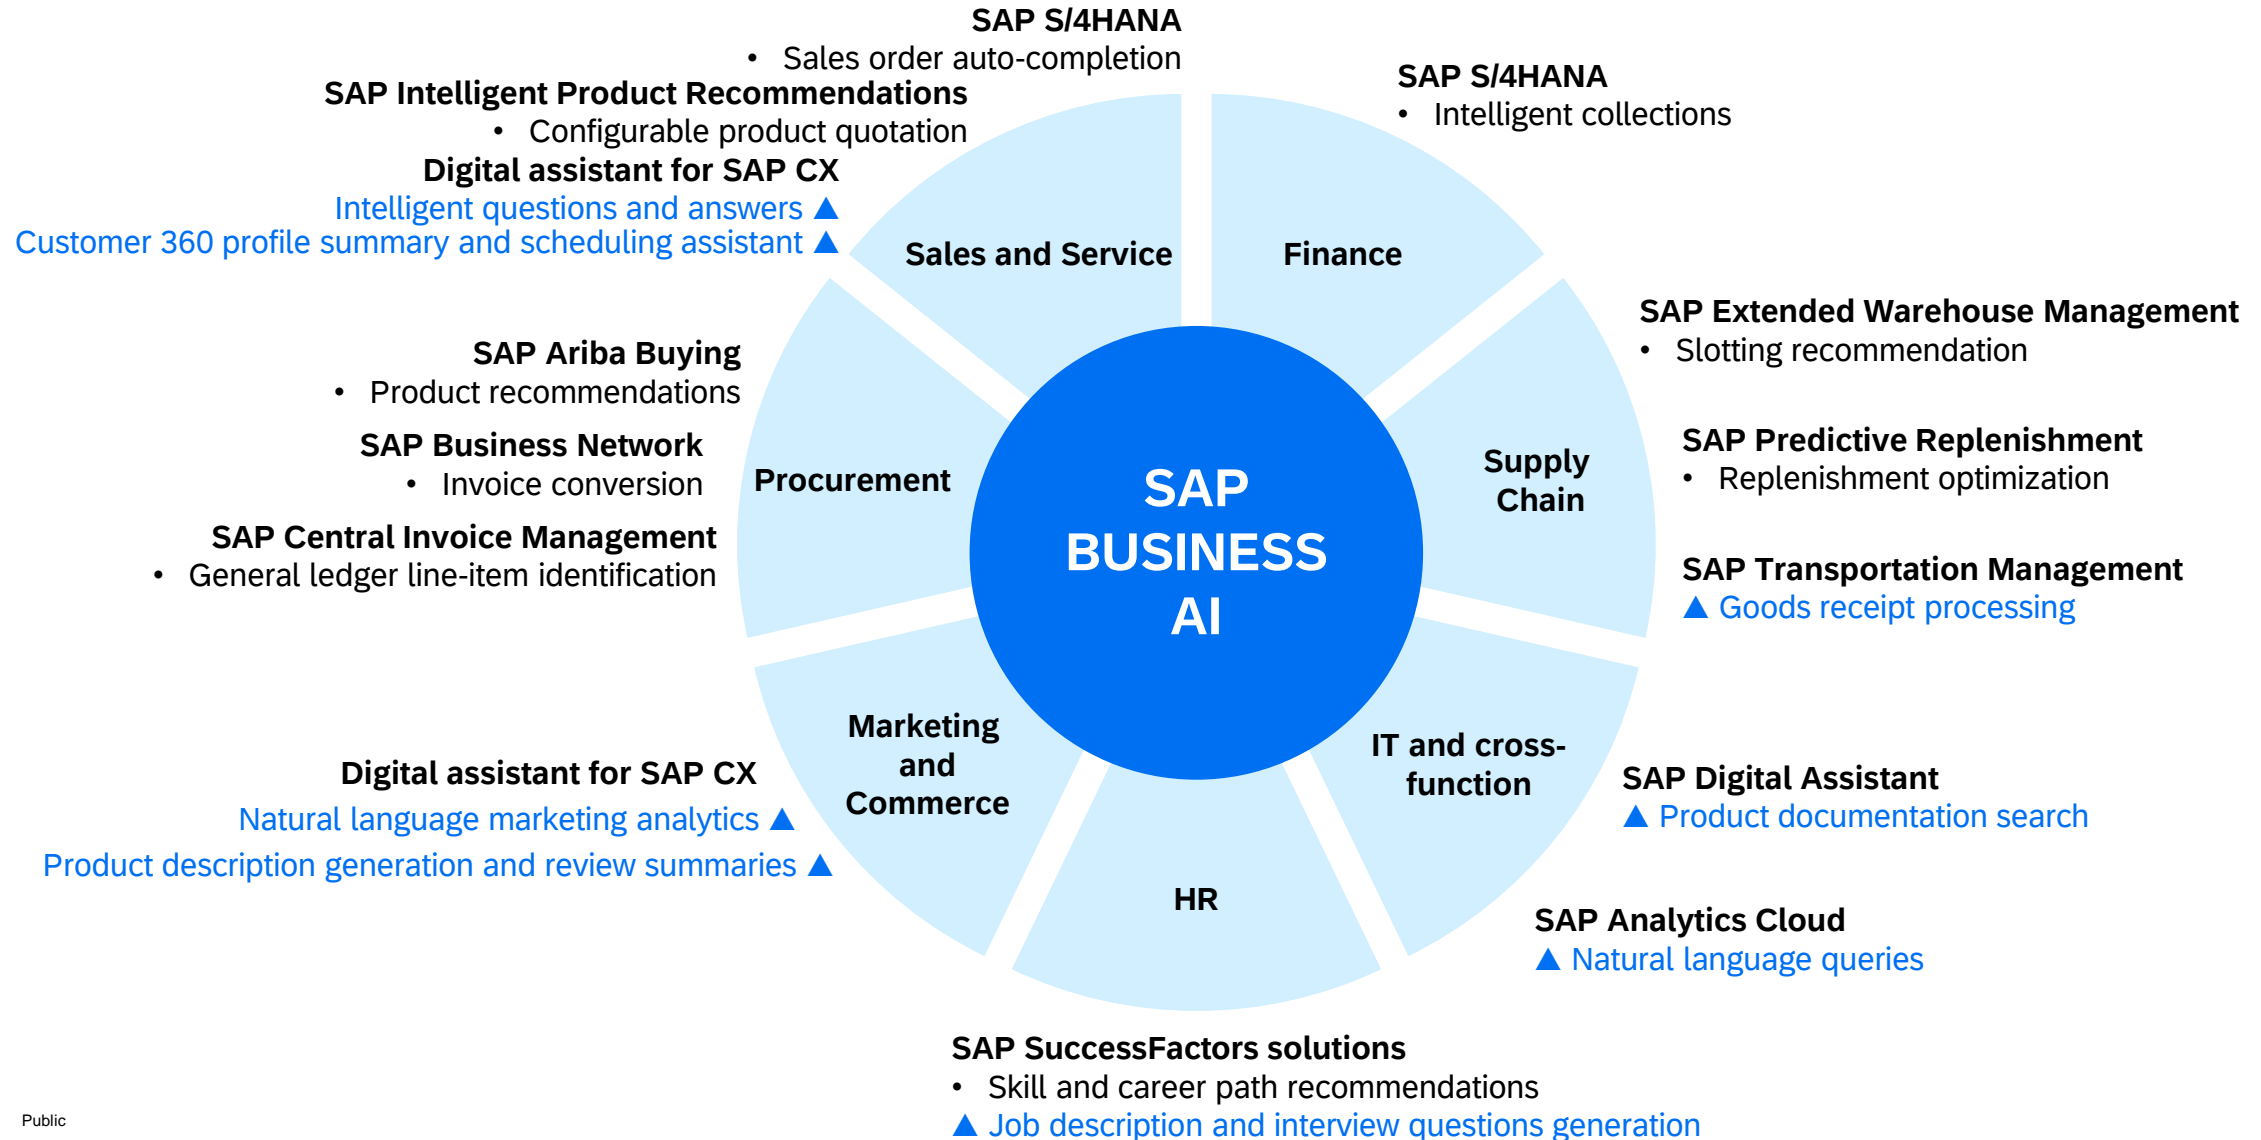 SAP S/4HANA
• Sales order auto-completion
SAP Intelligent Product Recommendations
• Configurable product quotation
Digital assistant for SAP CX
Intelligent questions and answers ▲
Customer 360 profile summary and scheduling assistant ▲
SAP S/4HANA
• Intelligent collections
Sales and Service
Finance
SAP Extended Warehouse Management
• Slotting recommendation
SAP Predictive Replenishment
• Replenishment optimization
SAP Transportation Management
▲ Goods receipt processing
SAP Ariba Buying
• Product recommendations
SAP Business Network
• Invoice conversion
SAP Central Invoice Management
• General ledger line-item identification
Procurement
SAP
BUSINESS
AI
Supply
Chain
Marketing
and
Commerce
IT and cross-
function
HR
Digital assistant for SAP CX
Natural language marketing analytics ▲
Product description generation and review summaries ▲
SAP Digital Assistant
▲ Product documentation search
SAP Analytics Cloud
▲ Natural language queries
SAP SuccessFactors solutions
• Skill and career path recommendations
▲ Job description and interview questions generation
Public